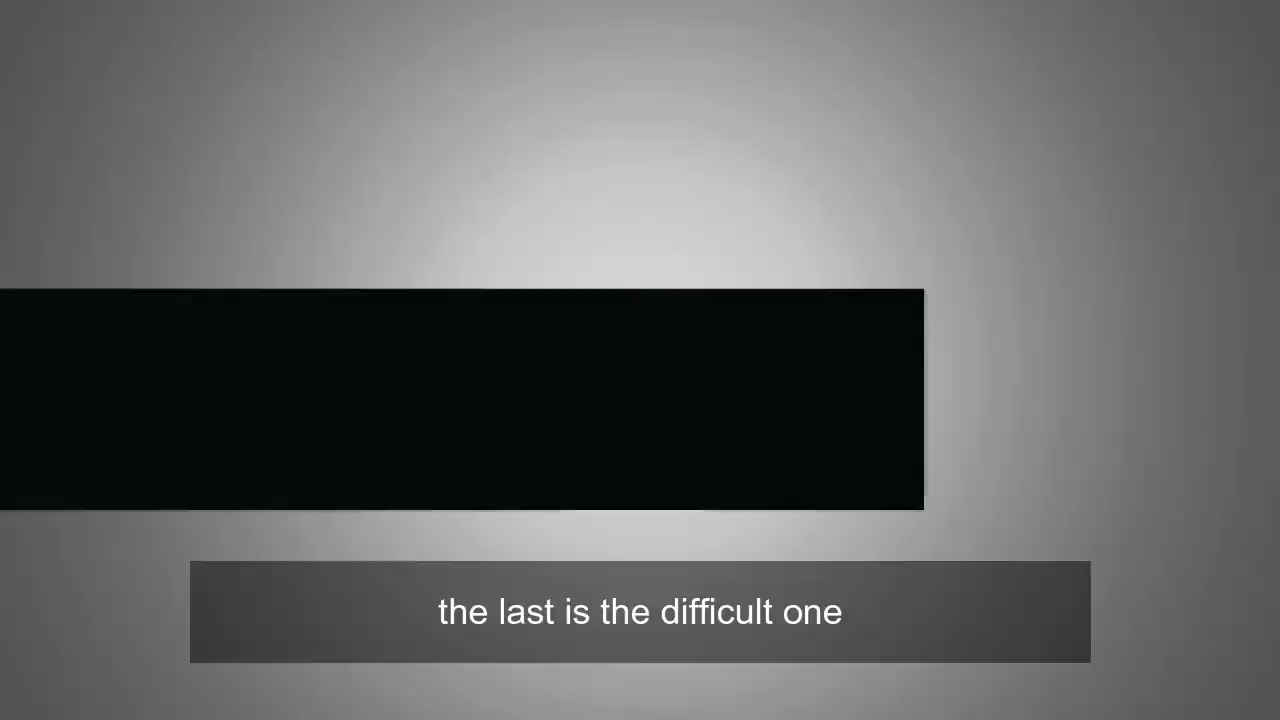 the last is the difficult one